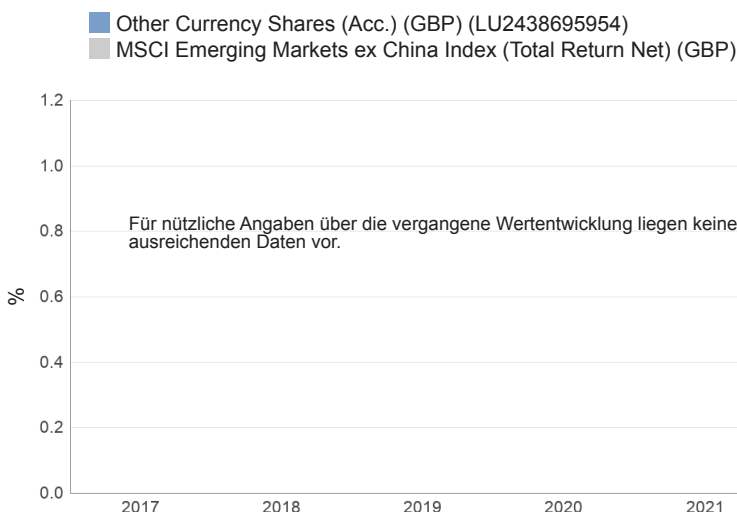 Other Currency Shares (Acc.) (GBP) (LU2438695954)
MSCI Emerging Markets ex China Index (Total Return Net) (GBP)
1.2
1.0
Für nützliche Angaben über die vergangene Wertentwicklung liegen keine
0.8
ausreichenden Daten vor.
%
0.6
0.4
0.2
0.0
2017 2018 2019 2020 2021